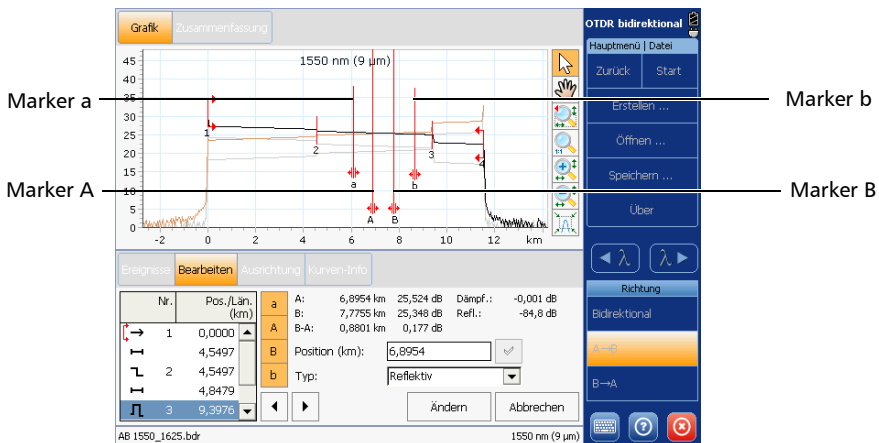 Grafik Zusammenfassung
1550 nm (9 µm)
45
40
35
30
25
20
15
10
5
0
-2 0 2 4 6 8 10 12 km
1
2
3
4
a
b
A
B
Marker a
Marker b
Marker A
Marker B
Ereignisse Bearbeiten Ausrichtung Kurven-Info
Nr. Pos./Län.
(km)
1 0,0000
4,5497
2 4,5497
4,8479
3 9,3976
a
A
B
b
A: 6,8954 km 25,524 dB Dämpf.: -0,001 dB
B: 7,7755 km 25,348 dB Refl.: -84,8 dB
B-A: 0,8801 km 0,177 dB
Position (km): 6,8954
Typ: Reflektiv
Ändern Abbrechen
AB 1550_1625.bdr 1550 nm (9 µm)
OTDR bidirektional
Hauptmenü | Datei
Zurück Start
Erstellen ...
Öffnen ...
Speichern ...
Über
λ λ
Richtung
Bidirektional
A→B
B→A
1:1